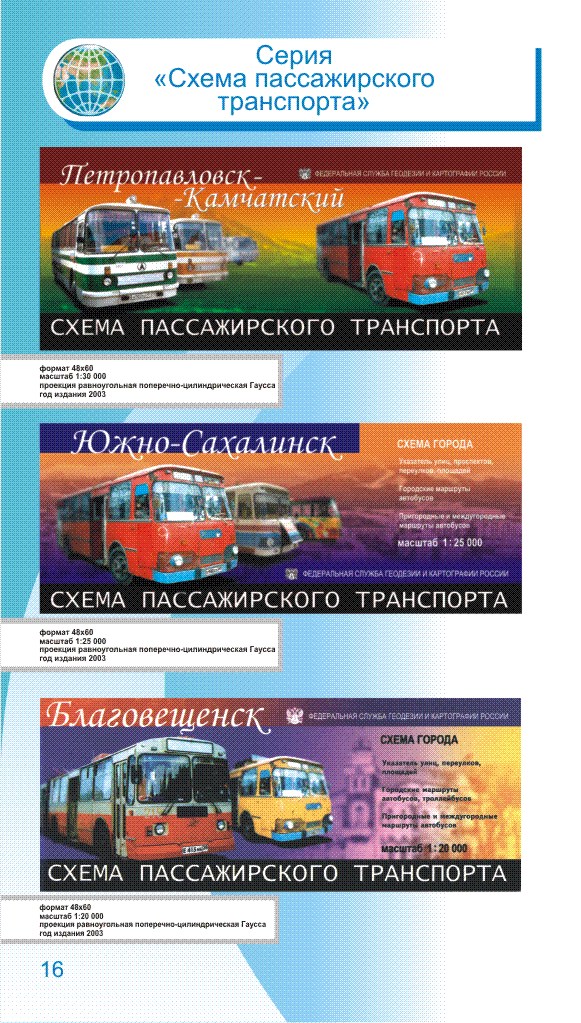 Серия
«Схема пассажирского
транспорта»
Петропавловск-
-Камчатский
ФЕДЕРАЛЬНАЯ СЛУЖБА ГЕОДЕЗИИ И КАРТОГРАФИИ РОССИИ
СХЕМА ПАССАЖИРСКОГО ТРАНСПОРТА
формат 48х60
масштаб 1:30 000
проекция равноугольная поперечно-цилиндрическая Гаусса
год издания 2003
Южно-Сахалинск
СХЕМА ГОРОДА
Указатель улиц, проспектов,
переулков, площадей
Городские маршруты
автобусов
Пригородные и междугородные
маршруты автобусов
масштаб 1:25 000
ФЕДЕРАЛЬНАЯ СЛУЖБА ГЕОДЕЗИИ И КАРТОГРАФИИ РОССИИ
СХЕМА ПАССАЖИРСКОГО ТРАНСПОРТА
формат 48х60
масштаб 1:25 000
проекция равноугольная поперечно-цилиндрическая Гаусса
год издания 2003
Благовещенск
ФЕДЕРАЛЬНАЯ СЛУЖБА ГЕОДЕЗИИ И КАРТОГРАФИИ РОССИИ
СХЕМА ГОРОДА
Указатель улиц, переулков,
площадей
Городские маршруты
автобусов, троллейбусов
Пригородные и междугородные
маршруты автобусов
масштаб 1:20 000
СХЕМА ПАССАЖИРСКОГО ТРАНСПОРТА
формат 48х60
масштаб 1:20 000
проекция равноугольная поперечно-цилиндрическая Гаусса
год издания 2003
16